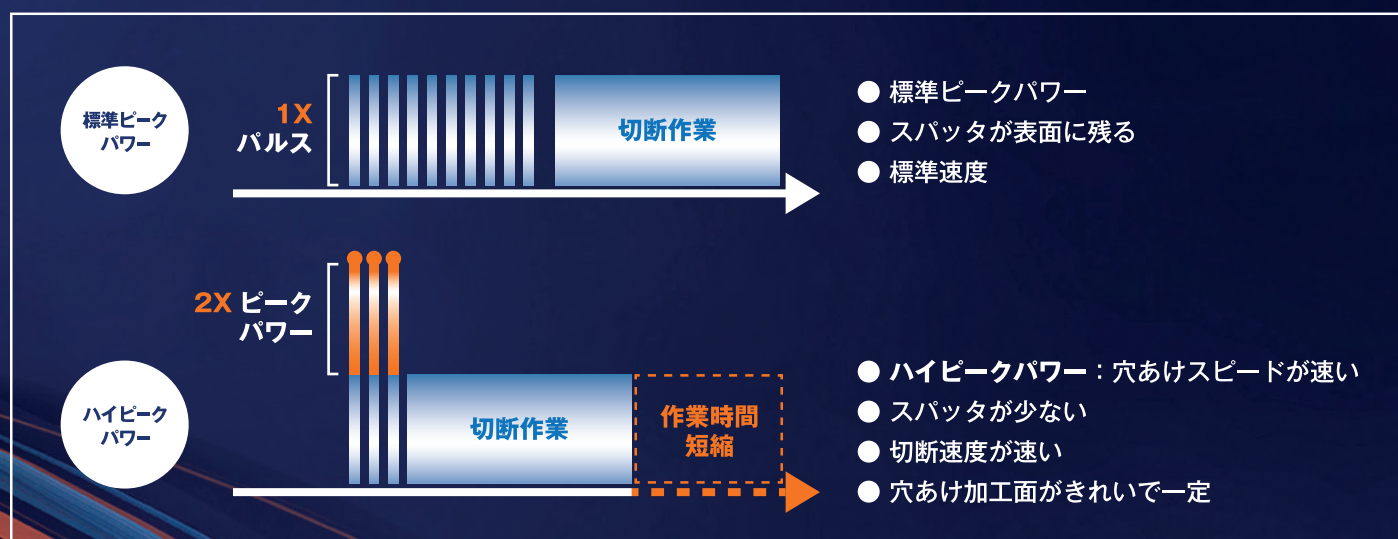 標準ピーク
パワー
1X
パルス
切断作業
● 標準ピークパワー
● スパッタが表面に残る
● 標準速度
2X ピーク
パワー
ハイピーク
パワー
切断作業
作業時間
短縮
● ハイピークパワー：穴あけスピードが速い
● スパッタが少ない
● 切断速度が速い
● 穴あけ加工面がきれいで一定